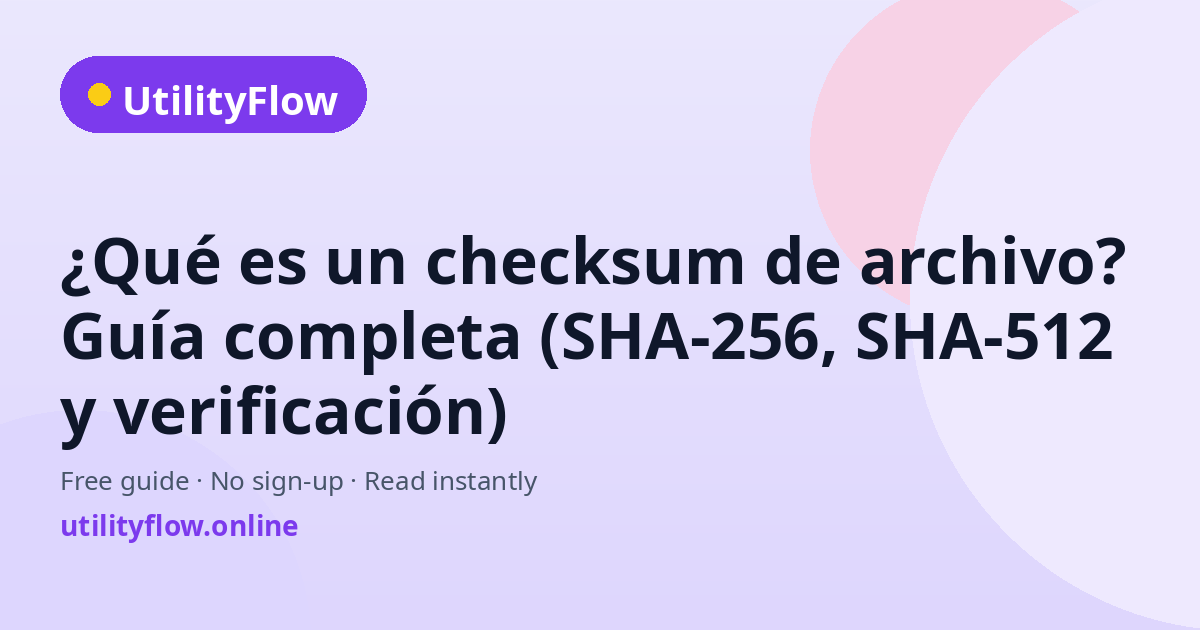 UtilityFlow
¿Qué es un checksum de archivo?
Guía completa (SHA-256, SHA-512
y verificación)
Free guide · No sign-up · Read instantly
utilityflow.online